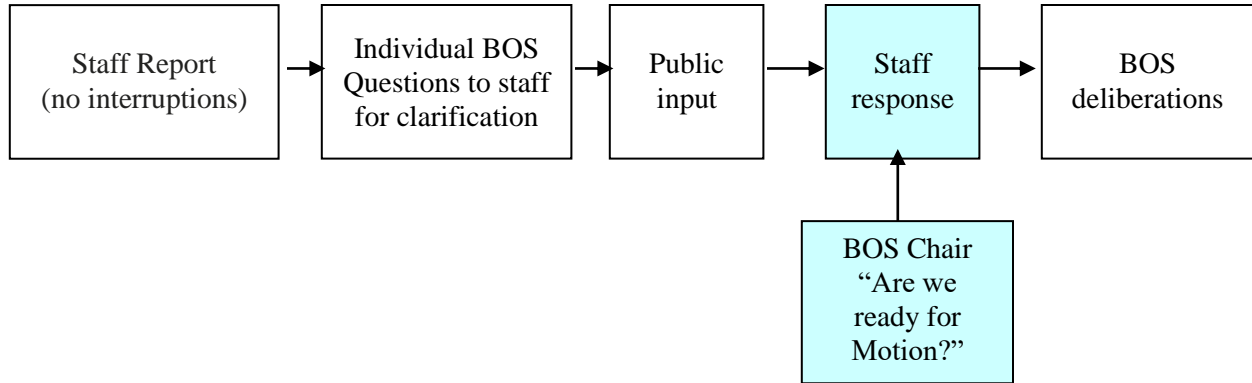 Staff Report
(no interruptions)
Individual BOS
Questions to staff
for clarification
Public
input
Staff
response
BOS
deliberations
BOS Chair
“Are we
ready for
Motion?”